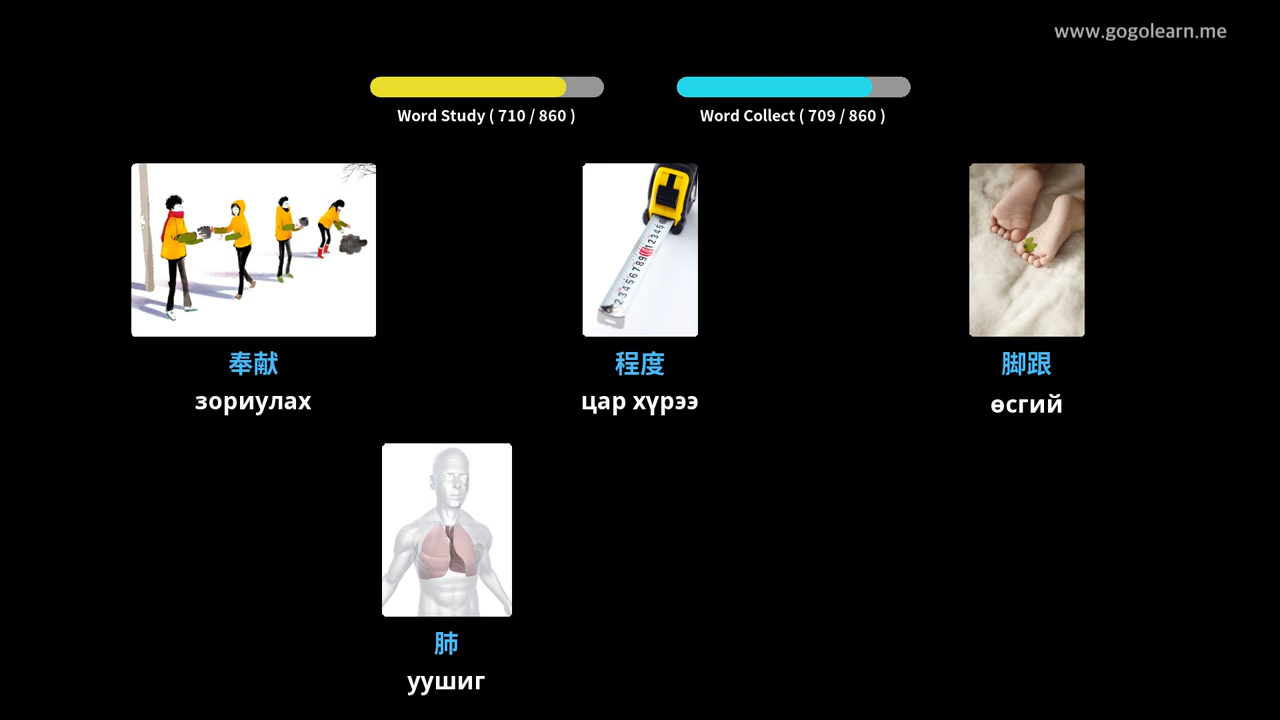 www.gogolearn.me
Word Study ( 710 / 860 )
Word Collect ( 709 / 860 )
奉献
зориулах
程度
цар хүрээ
脚跟
өсгий
肺
уушиг